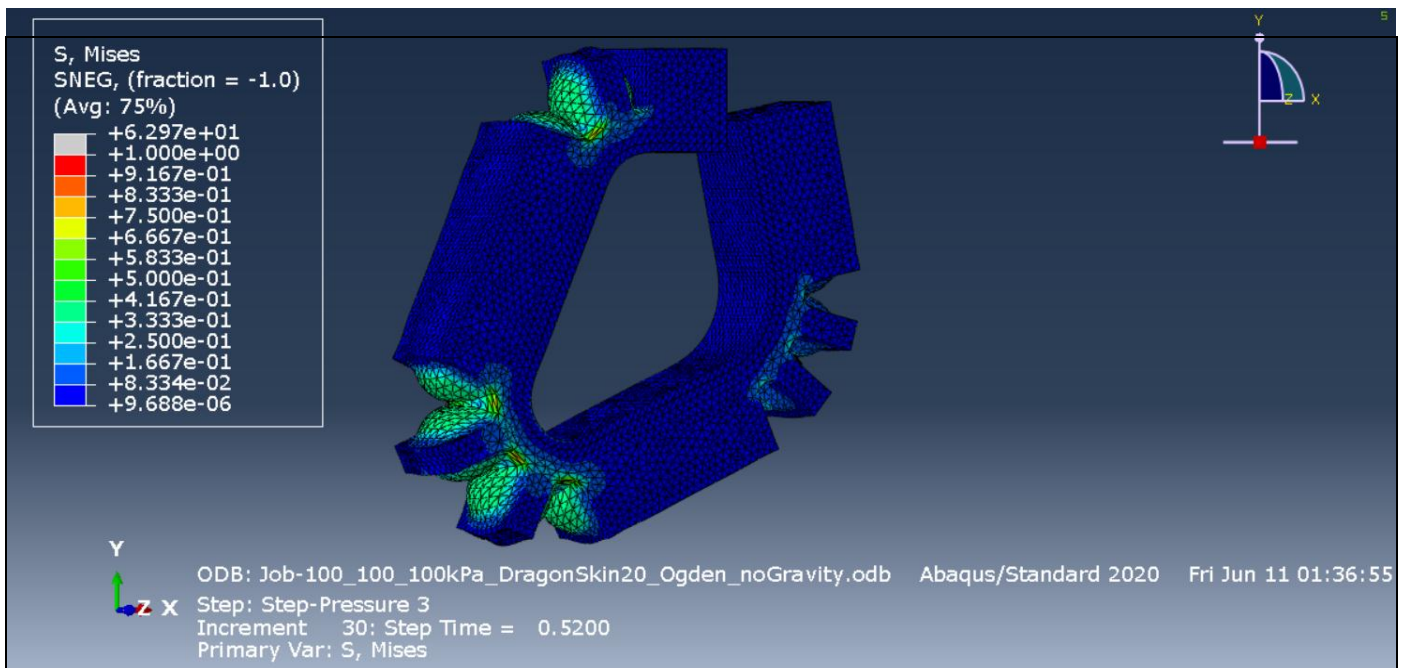 S, Mises
SNEG, (fraction = -1.0)
(Avg: 75%)
+6.297e+01
+1.000e+00
+9.167e-01
+8.333e-01
+7.500e-01
+6.667e-01
+5.833e-01
+5.000e-01
+4.167e-01
+3.333e-01
+2.500e-01
+1.667e-01
+8.334e-02
+9.688e-06
Y
5
Z X
Y
Z X
ODB: Job-100_100_100kPa_DragonSkin20_Ogden_noGravity.odb Abaqus/Standard 2020 Fri Jun 11 01:36:55
Step: Step-Pressure 3
Increment 30: Step Time = 0.5200
Primary Var: S, Mises